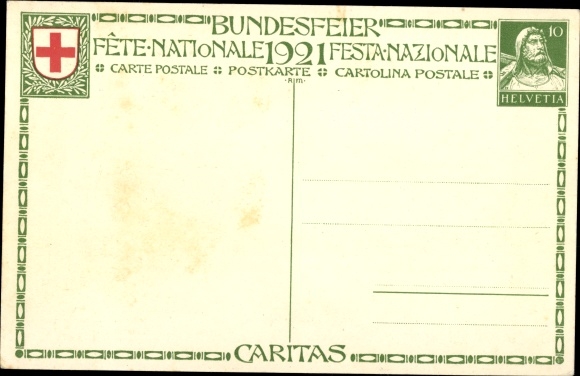 BUNDESFEIER
FÊTE·NATIONALE 1921 FESTA·NAZIONALE
CARTE POSTALE POSTKARTE CARTOLINA POSTALE
·R·M·
10
HELVETIA
CARITAS